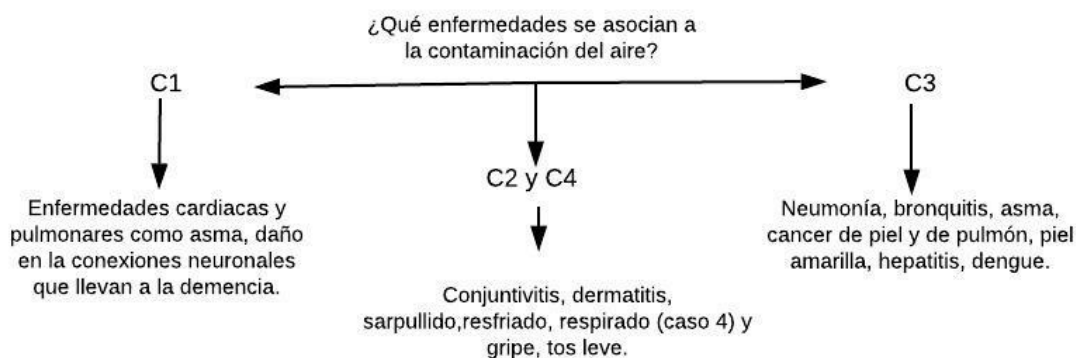 ¿Qué enfermedades se asocian a
la contaminación del aire?
C1
C3
C2 y C4
Enfermedades cardiacas y
pulmonares como asma, daño
en la conexiones neuronales
que llevan a la demencia.
Neumonía, bronquitis, asma,
cancer de piel y de pulmón, piel
amarilla, hepatitis, dengue.
Conjuntivitis, dermatitis,
sarpullido,resfriado, respirado (caso 4) y
gripe, tos leve.